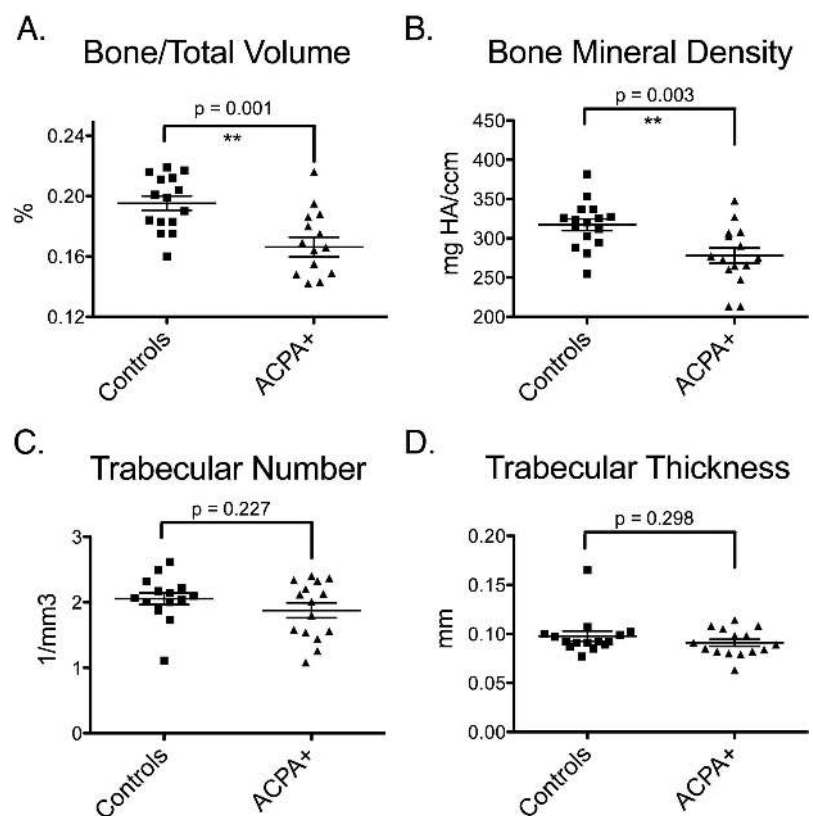 A.
Bone/Total Volume
p = 0.001
**
0.24
0.20
0.16
0.12
%
Controls
ACPA+
B.
Bone Mineral Density
p = 0.003
**
450
400
350
300
250
200
mg HA/ccm
Controls
ACPA+
C.
Trabecular Number
p = 0.227
3
2
1
0
1/mm3
Controls
ACPA+
D.
Trabecular Thickness
p = 0.298
0.20
0.15
0.10
0.05
0.00
mm
Controls
ACPA+